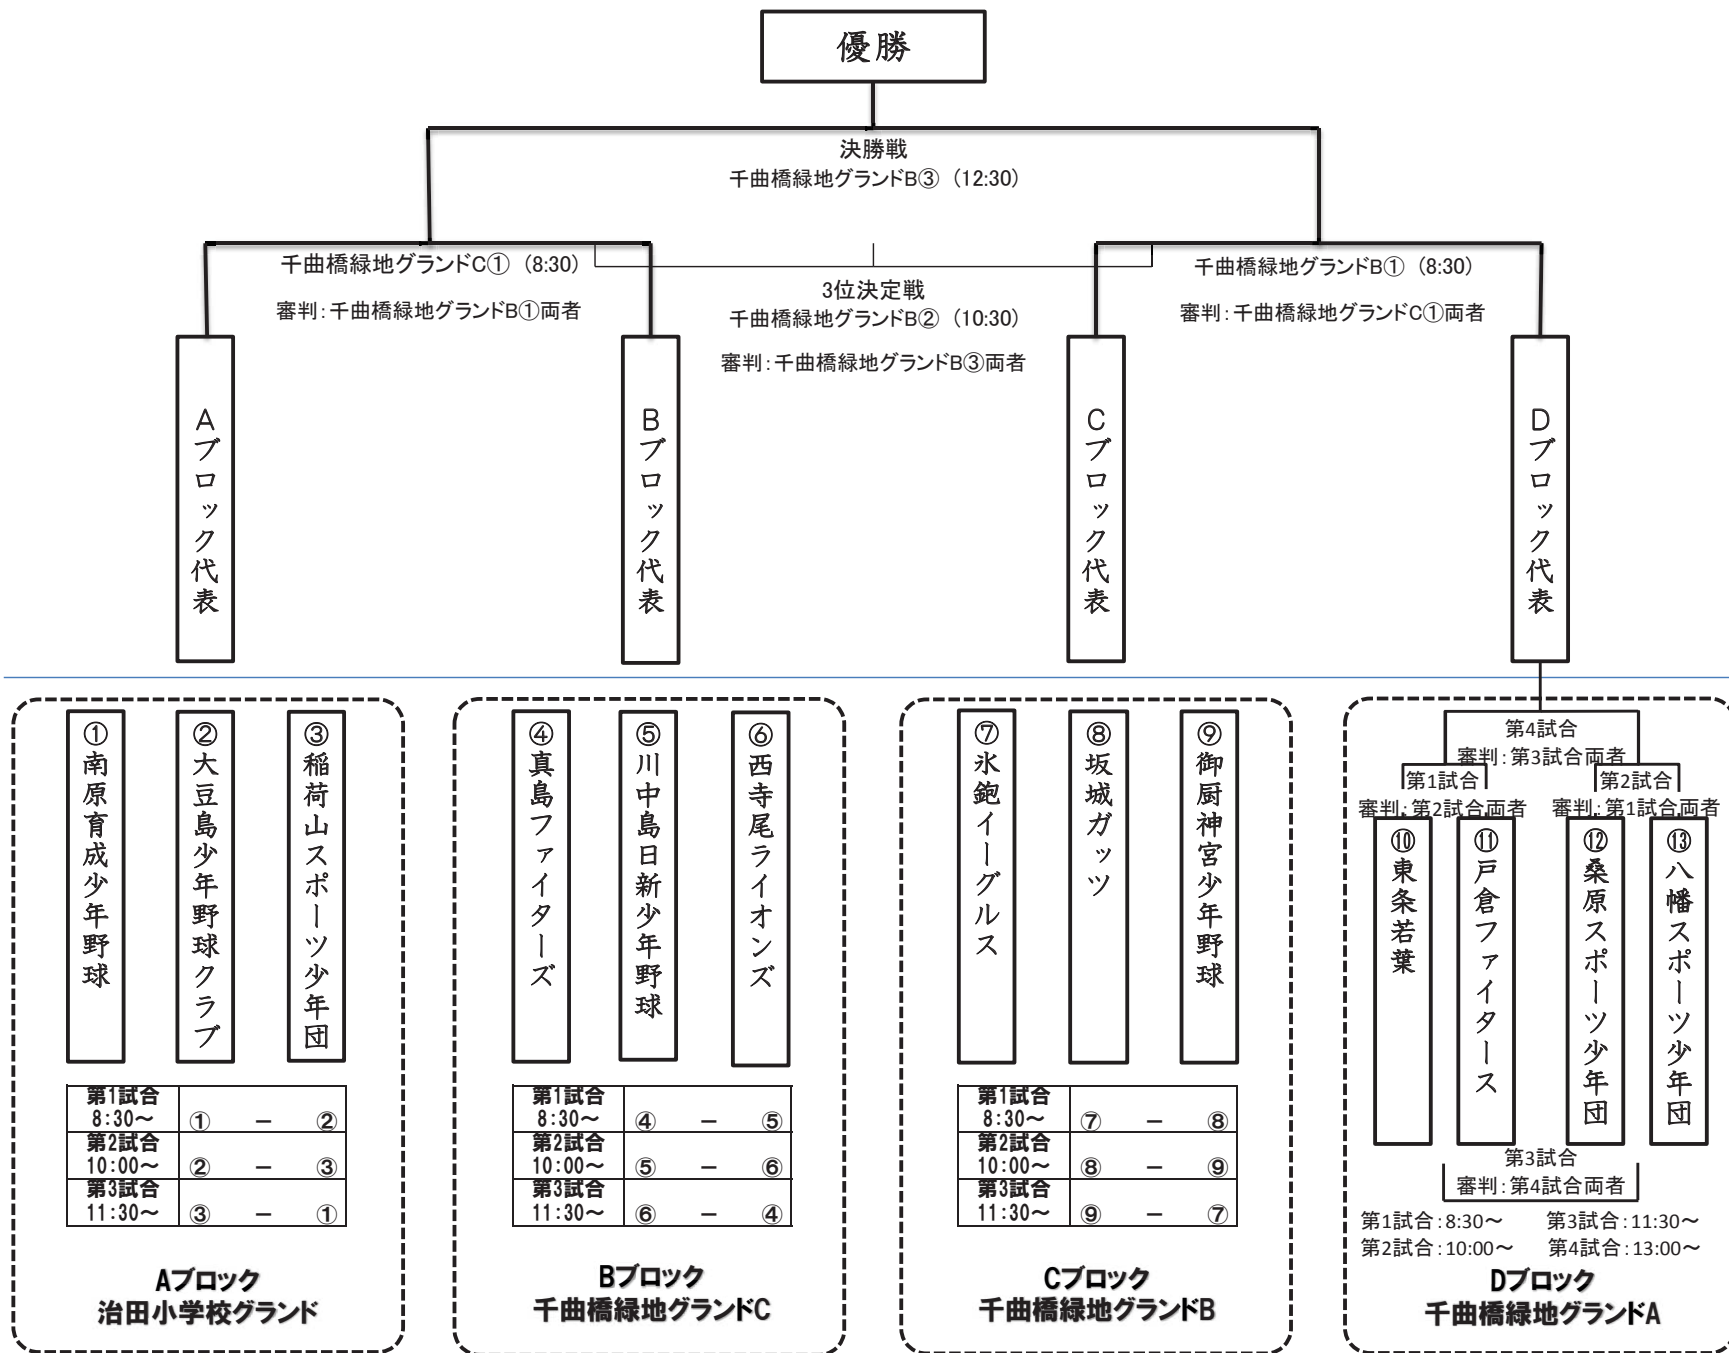 優勝
決勝戦
千曲橋緑地グランドB③ (12:30)
千曲橋緑地グランドC① (8:30)
審判：千曲橋緑地グランドB①両者
3位決定戦
千曲橋緑地グランドB② (10:30)
審判：千曲橋緑地グランドB③両者
千曲橋緑地グランドB① (8:30)
審判：千曲橋緑地グランドC①両者
Aブロック代表
Bブロック代表
Cブロック代表
Dブロック代表
①南原育成少年野球
②大豆島少年野球クラブ
③稲荷山スポーツ少年団
第1試合
8:30～ ① － ②
第2試合
10:00～ ② － ③
第3試合
11:30～ ③ － ①
Aブロック
治田小学校グランド
④真島ファイターズ
⑤川中島日新少年野球
⑥西寺尾ライオンズ
第1試合
8:30～ ④ － ⑤
第2試合
10:00～ ⑤ － ⑥
第3試合
11:30～ ⑥ － ④
Bブロック
千曲橋緑地グランドC
⑦氷鉋イーグルス
⑧坂城ガッツ
⑨御厨神宮少年野球
第1試合
8:30～ ⑦ － ⑧
第2試合
10:00～ ⑧ － ⑨
第3試合
11:30～ ⑨ － ⑦
Cブロック
千曲橋緑地グランドB
第4試合
審判：第3試合両者
第1試合
審判：第2試合両者
第2試合
審判：第1試合両者
⑩東条若葉
⑪戸倉ファイタース
⑫桑原スポーツ少年団
⑬八幡スポーツ少年団
第3試合
審判：第4試合両者
第1試合：8:30～ 第3試合：11:30～
第2試合：10:00～ 第4試合：13:00～
Dブロック
千曲橋緑地グランドA